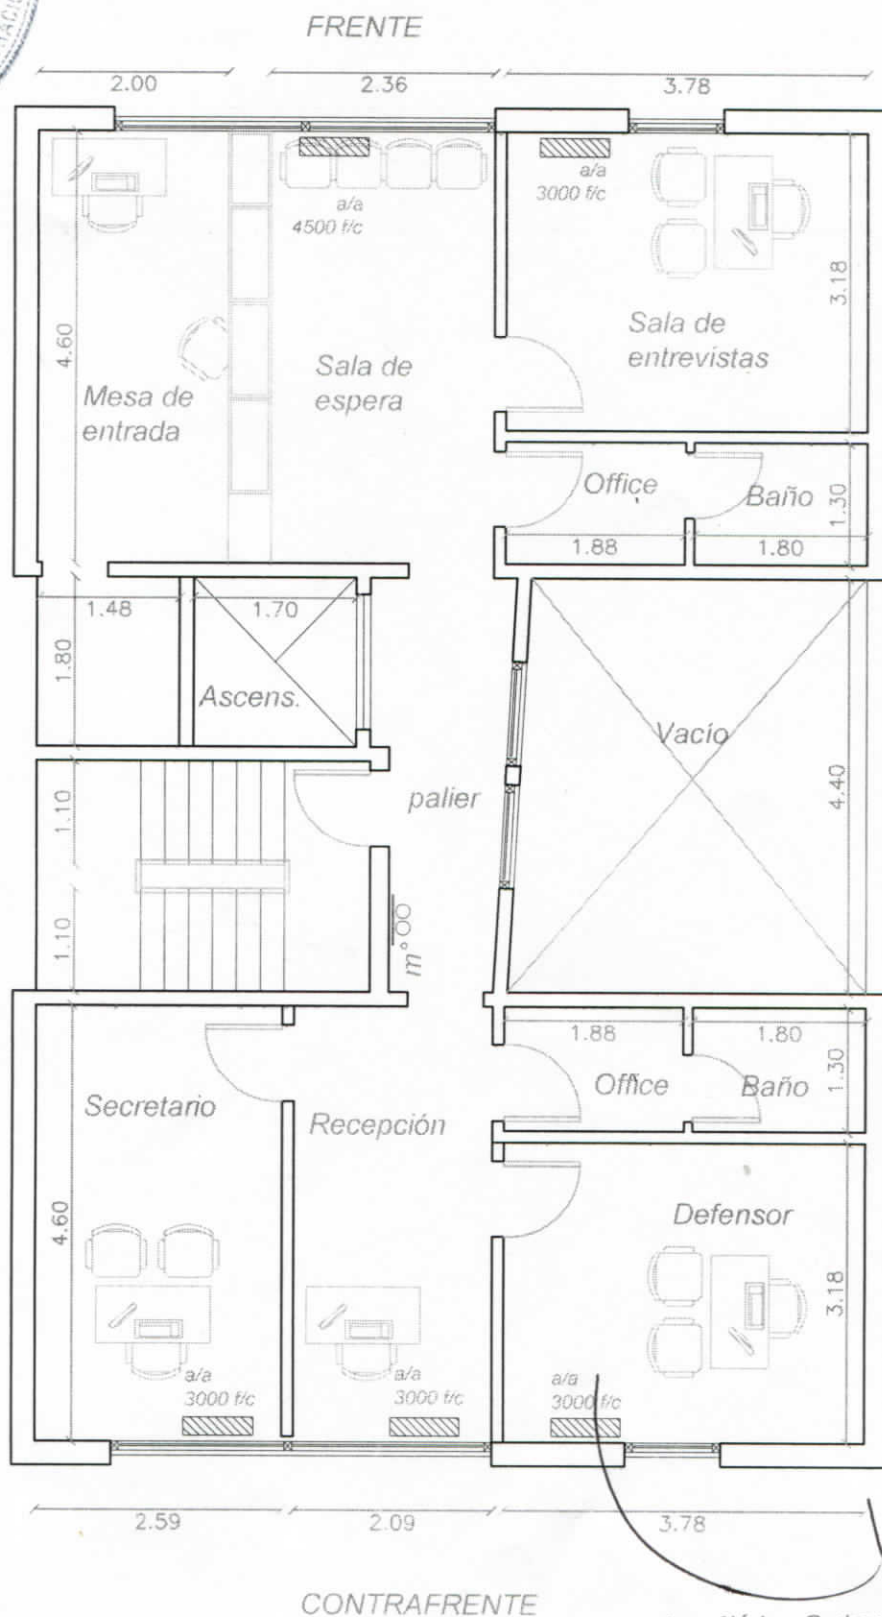 FRENTE
2.00
2.36
3.78
a/a
4500 f/c
a/a
3000 f/c
4.60
3.18
Sala de
entrevistas
Sala de
espera
Mesa de
entrada
Office
Baño
1.30
1.88
1.80
1.48
1.70
1.80
Ascens.
Vacío
palier
4.40
1.10
1.10
m°
1.88
1.80
Office
Baño
1.30
Secretario
Recepción
4.60
Defensor
3.18
a/a
3000 f/c
a/a
3000 f/c
a/a
3000 f/c
2.59
2.09
3.78
CONTRAFRENTE